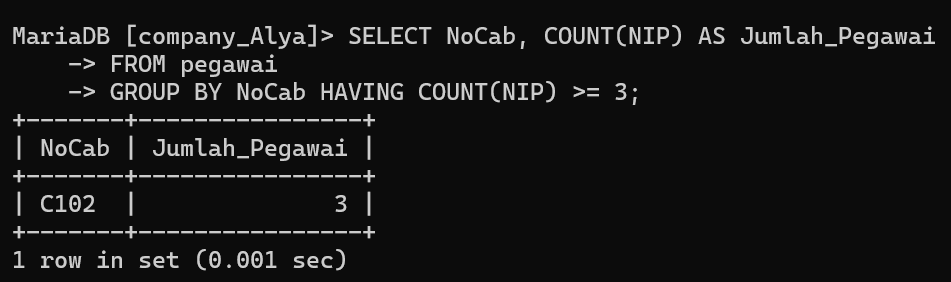 MariaDB [company_Alya]> SELECT NoCab, COUNT(NIP) AS Jumlah_Pegawai
    -> FROM pegawai
    -> GROUP BY NoCab HAVING COUNT(NIP) >= 3;
+-------+----------------+
| NoCab | Jumlah_Pegawai |
+-------+----------------+
| C102  |              3 |
+-------+----------------+
1 row in set (0.001 sec)